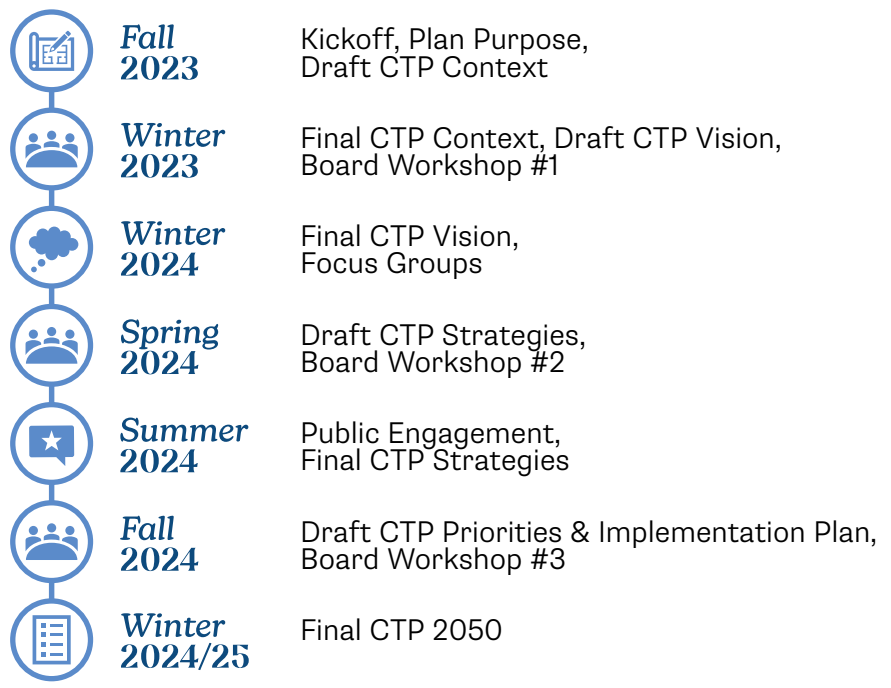 Fall
2023
Kickoff, Plan Purpose,
Draft CTP Context
Winter
2023
Final CTP Context, Draft CTP Vision,
Board Workshop #1
Winter
2024
Final CTP Vision,
Focus Groups
Spring
2024
Draft CTP Strategies,
Board Workshop #2
Summer
2024
Public Engagement,
Final CTP Strategies
Fall
2024
Draft CTP Priorities & Implementation Plan,
Board Workshop #3
Winter
2024/25
Final CTP 2050